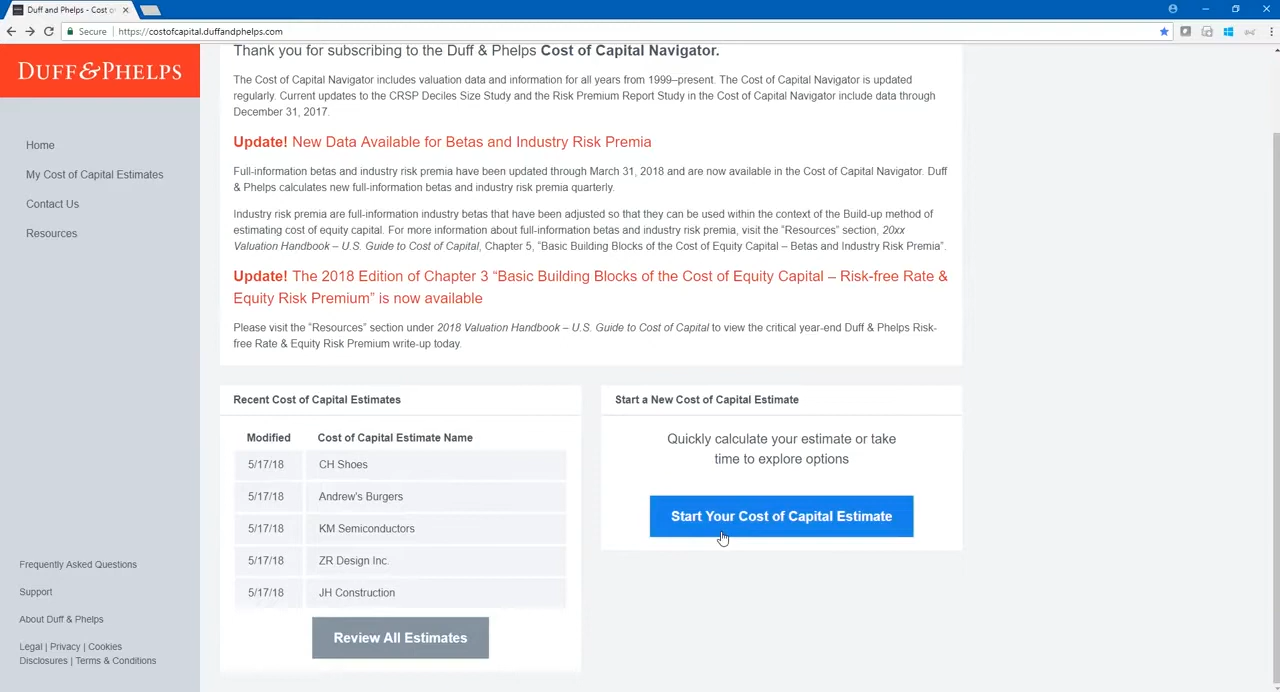 Duff and Phelps - Cost o
Secure | https://costofcapital.duffandphelps.com
DUFF&PHELPS
Home
My Cost of Capital Estimates
Contact Us
Resources
Frequently Asked Questions
Support
About Duff & Phelps
Legal | Privacy | Cookies
Disclosures | Terms & Conditions
Thank you for subscribing to the Duff & Phelps Cost of Capital Navigator.
The Cost of Capital Navigator includes valuation data and information for all years from 1999–present. The Cost of Capital Navigator is updated
regularly. Current updates to the CRSP Deciles Size Study and the Risk Premium Report Study in the Cost of Capital Navigator include data through
December 31, 2017.
Update! New Data Available for Betas and Industry Risk Premia
Full-information betas and industry risk premia have been updated through March 31, 2018 and are now available in the Cost of Capital Navigator. Duff
& Phelps calculates new full-information betas and industry risk premia quarterly.
Industry risk premia are full-information industry betas that have been adjusted so that they can be used within the context of the Build-up method of
estimating cost of equity capital. For more information about full-information betas and industry risk premia, visit the “Resources” section, 20xx
Valuation Handbook – U.S. Guide to Cost of Capital, Chapter 5, “Basic Building Blocks of the Cost of Equity Capital – Betas and Industry Risk Premia”.
Update! The 2018 Edition of Chapter 3 “Basic Building Blocks of the Cost of Equity Capital – Risk-free Rate &
Equity Risk Premium” is now available
Please visit the “Resources” section under 2018 Valuation Handbook – U.S. Guide to Cost of Capital to view the critical year-end Duff & Phelps Risk-
free Rate & Equity Risk Premium write-up today.
Recent Cost of Capital Estimates
Modified Cost of Capital Estimate Name
5/17/18 CH Shoes
5/17/18 Andrew's Burgers
5/17/18 KM Semiconductors
5/17/18 ZR Design Inc.
5/17/18 JH Construction
Review All Estimates
Start a New Cost of Capital Estimate
Quickly calculate your estimate or take
time to explore options
Start Your Cost of Capital Estimate